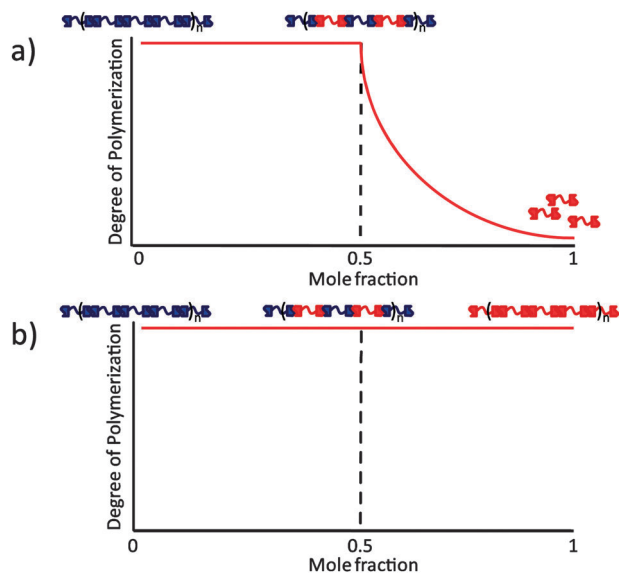 n
n
a)
Degree of Polymerization
0
0.5
1
Mole fraction
n
n
n
b)
Degree of Polymerization
0
0.5
1
Mole fraction